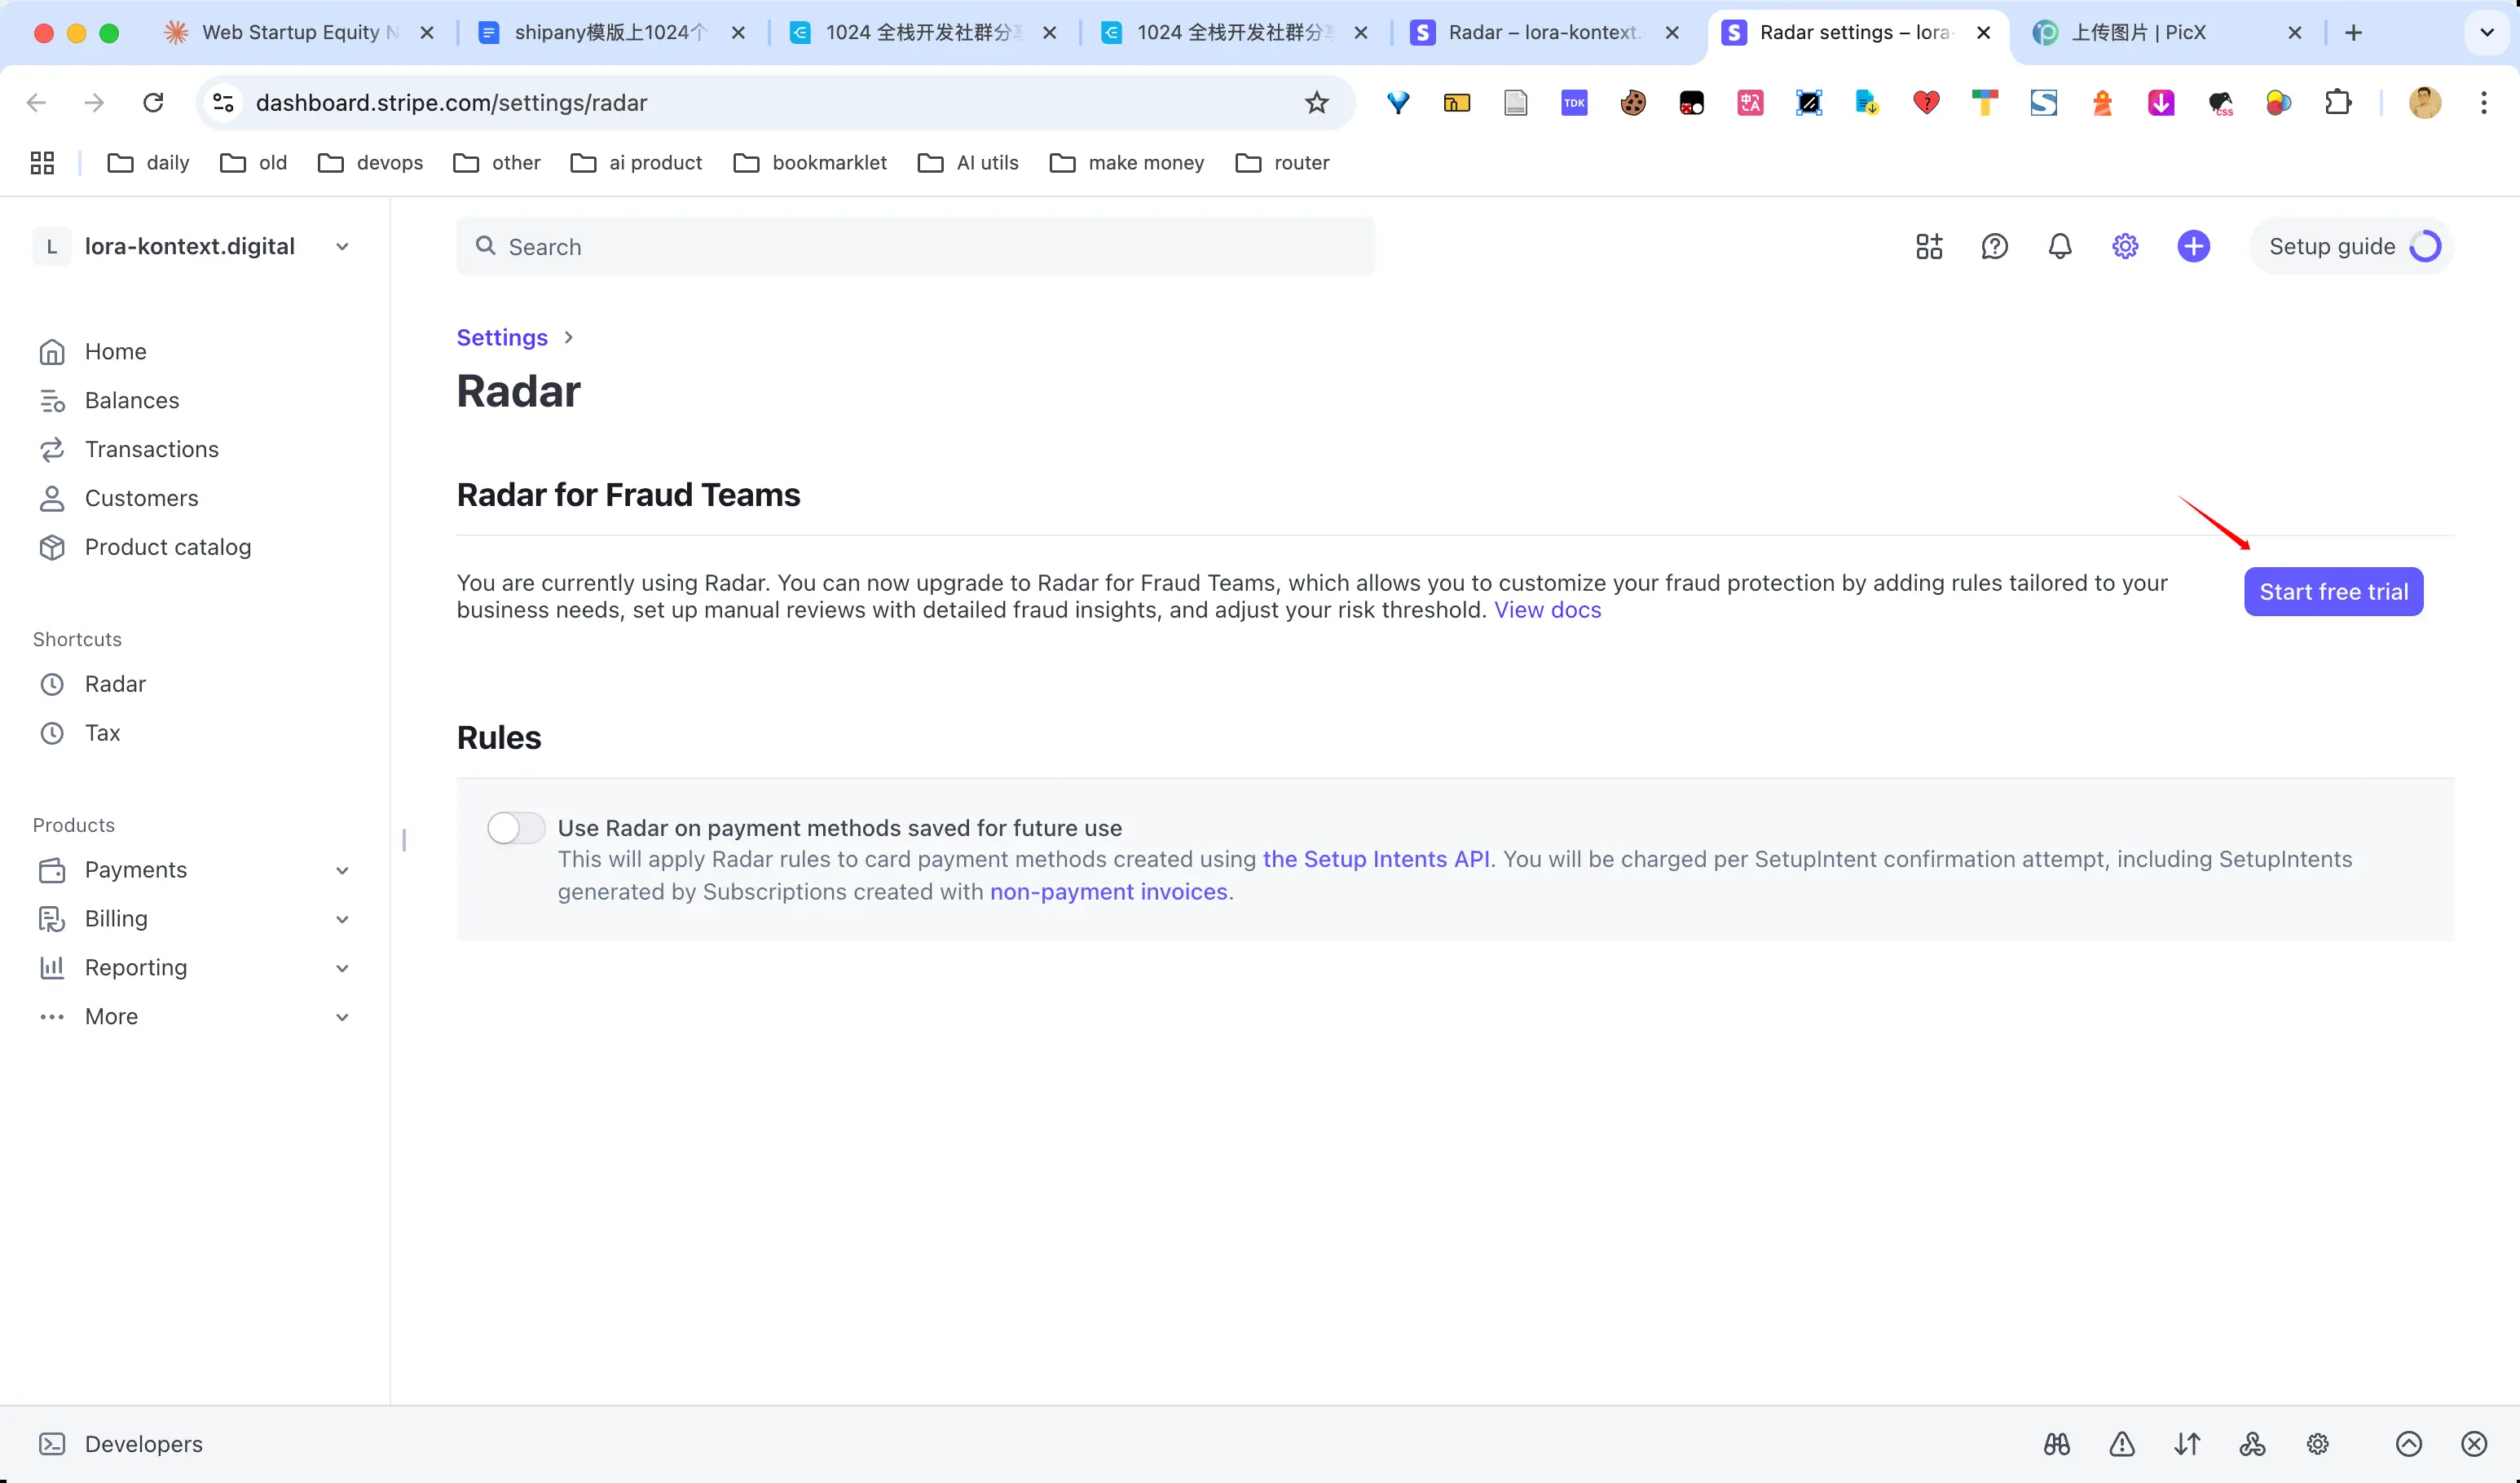 Web Startup Equity
shipany模版上1024个
1024 全栈开发社群分
1024 全栈开发社群分
Radar – lora-kontext.
Radar settings – lora-
上传图片 | PicX
dashboard.stripe.com/settings/radar
TDK
CSS
daily
old
devops
other
ai product
bookmarklet
AI utils
make money
router
L
lora-kontext.digital
Search
Setup guide
Home
Balances
Transactions
Customers
Product catalog
Shortcuts
Radar
Tax
Products
Payments
Billing
Reporting
More
Settings
Radar
Radar for Fraud Teams
You are currently using Radar. You can now upgrade to Radar for Fraud Teams, which allows you to customize your fraud protection by adding rules tailored to your
business needs, set up manual reviews with detailed fraud insights, and adjust your risk threshold. View docs
Start free trial
Rules
Use Radar on payment methods saved for future use
This will apply Radar rules to card payment methods created using the Setup Intents API. You will be charged per SetupIntent confirmation attempt, including SetupIntents
generated by Subscriptions created with non-payment invoices.
Developers